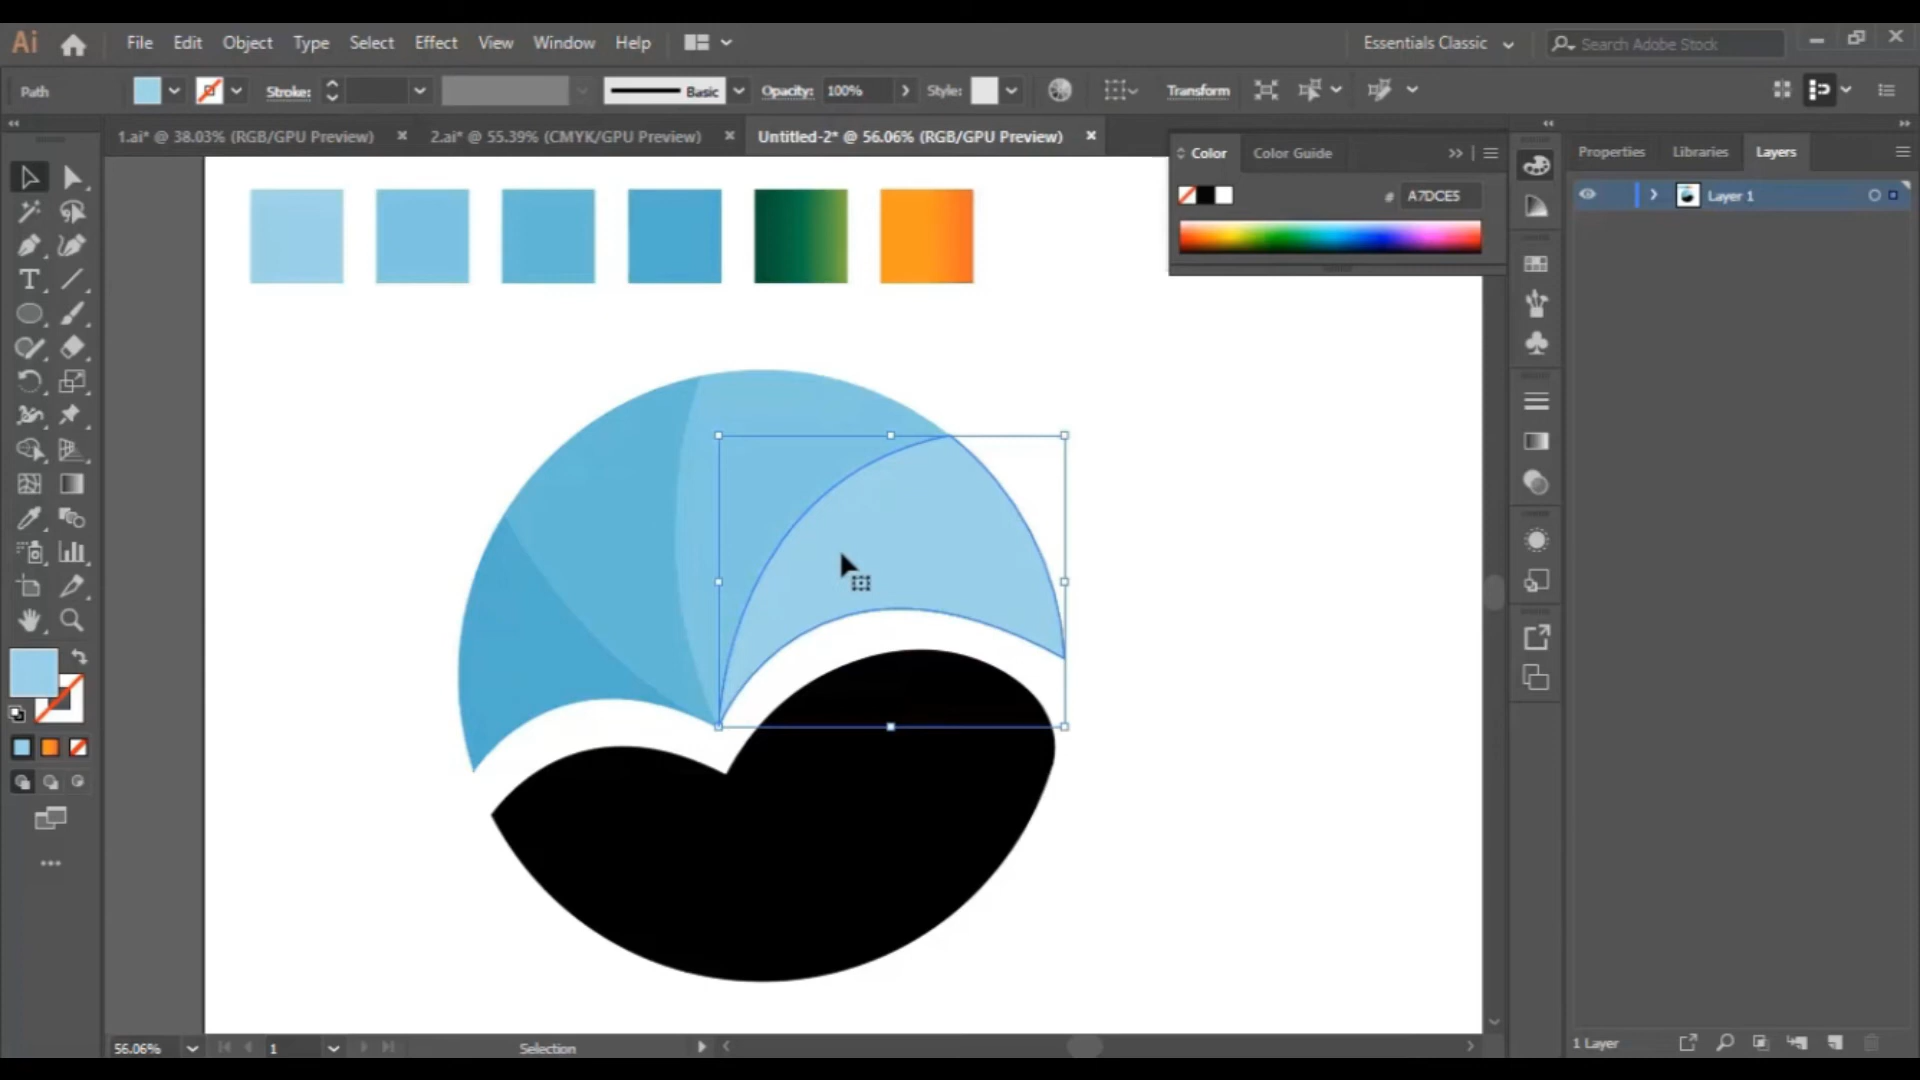 Ai File Edit Object Type Select Effect View Window Help Essentials Classic Search Adobe Stock
Path Stroke: Basic Opacity: 100% Style: Transform
1.ai* @ 38.03% (RGB/GPU Preview) 2.ai* @ 55.39% (CMYK/GPU Preview) Untitled-2* @ 56.06% (RGB/GPU Preview)
Color Color Guide Properties Libraries Layers
# A7DCE5 Layer 1
56.06% 1 Selection 1 Layer